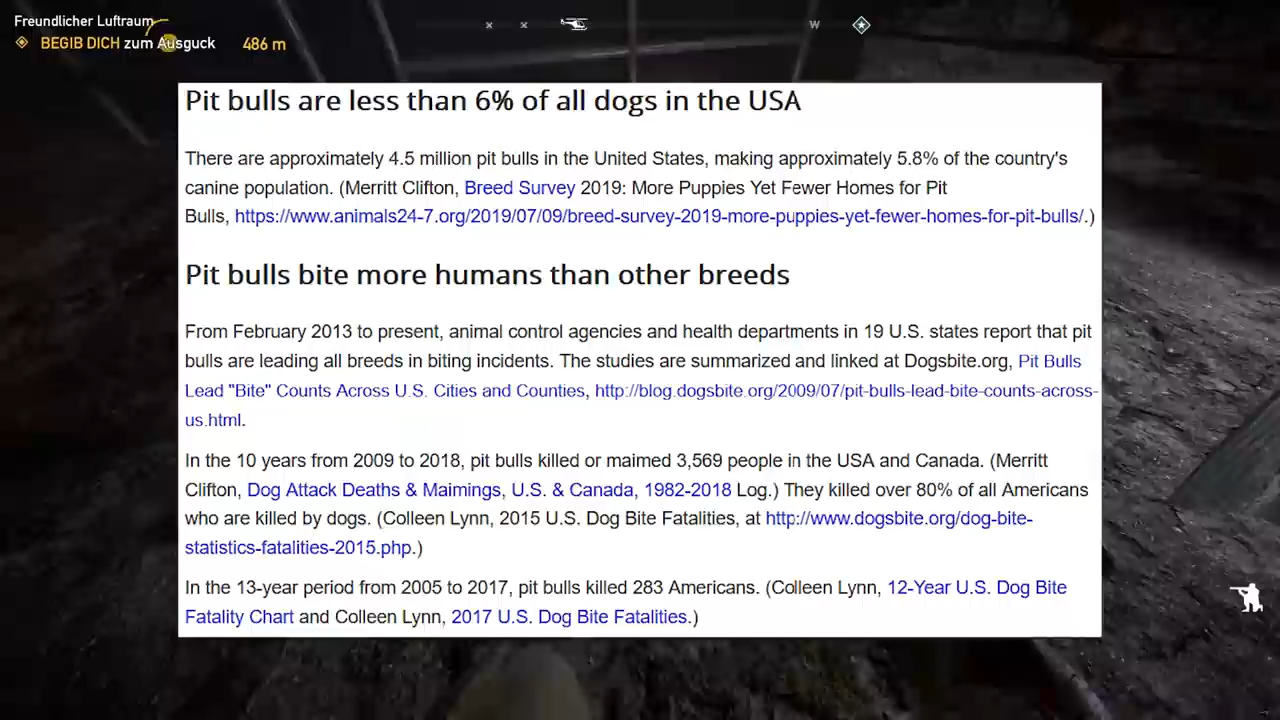 Freundlicher Luftraum
BEGIB DICH zum Ausguck 486 m
W
Pit bulls are less than 6% of all dogs in the USA
There are approximately 4.5 million pit bulls in the United States, making approximately 5.8% of the country's
canine population. (Merritt Clifton, Breed Survey 2019: More Puppies Yet Fewer Homes for Pit
Bulls, https://www.animals24-7.org/2019/07/09/breed-survey-2019-more-puppies-yet-fewer-homes-for-pit-bulls/.)
Pit bulls bite more humans than other breeds
From February 2013 to present, animal control agencies and health departments in 19 U.S. states report that pit
bulls are leading all breeds in biting incidents. The studies are summarized and linked at Dogsbite.org, Pit Bulls
Lead "Bite" Counts Across U.S. Cities and Counties, http://blog.dogsbite.org/2009/07/pit-bulls-lead-bite-counts-across-
us.html.
In the 10 years from 2009 to 2018, pit bulls killed or maimed 3,569 people in the USA and Canada. (Merritt
Clifton, Dog Attack Deaths & Maimings, U.S. & Canada, 1982-2018 Log.) They killed over 80% of all Americans
who are killed by dogs. (Colleen Lynn, 2015 U.S. Dog Bite Fatalities, at http://www.dogsbite.org/dog-bite-
statistics-fatalities-2015.php.)
In the 13-year period from 2005 to 2017, pit bulls killed 283 Americans. (Colleen Lynn, 12-Year U.S. Dog Bite
Fatality Chart and Colleen Lynn, 2017 U.S. Dog Bite Fatalities.)